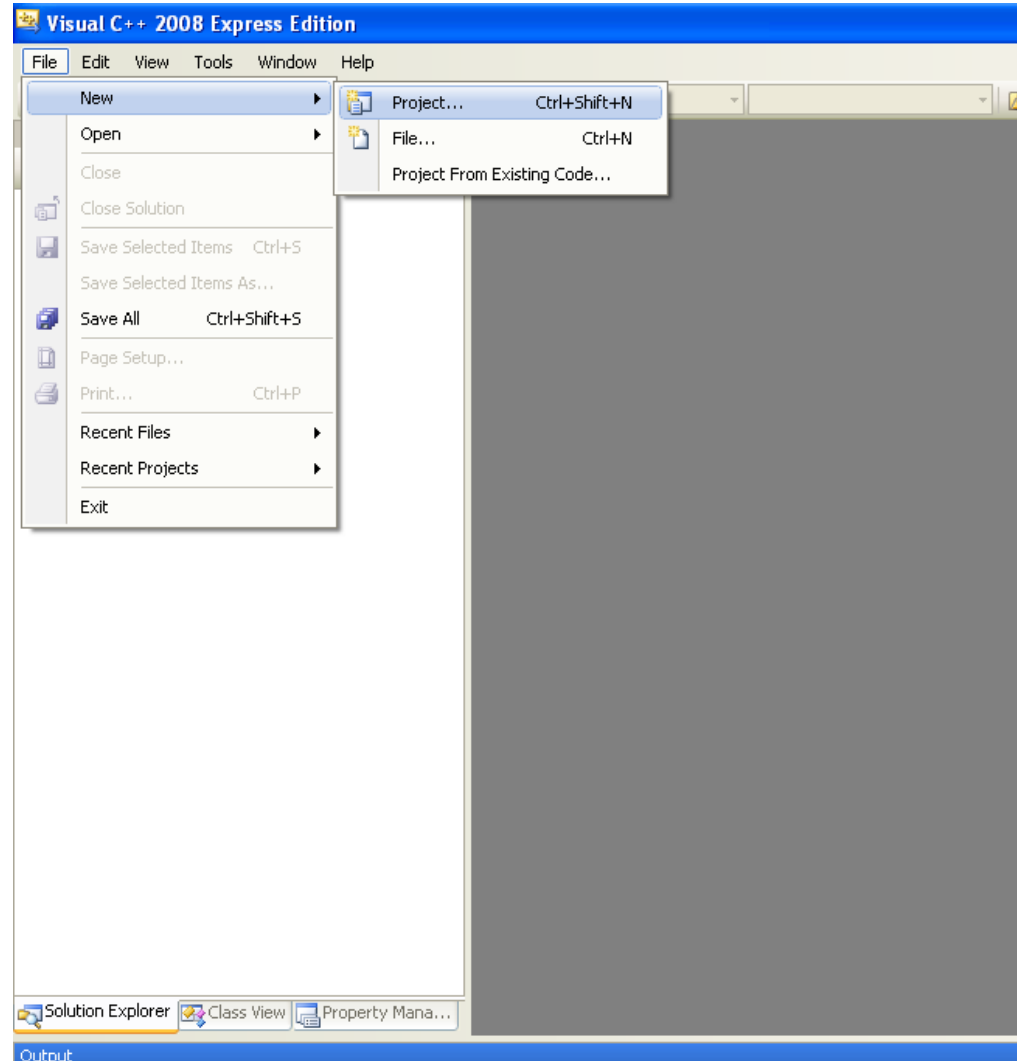 Visual C++ 2008 Express Edition
File Edit View Tools Window Help
New
Project... Ctrl+Shift+N
Open
File... Ctrl+N
Close
Project From Existing Code...
Close Solution
Save Selected Items Ctrl+S
Save Selected Items As...
Save All Ctrl+Shift+S
Page Setup...
Print... Ctrl+P
Recent Files
Recent Projects
Exit
Solution Explorer Class View Property Mana...
Output